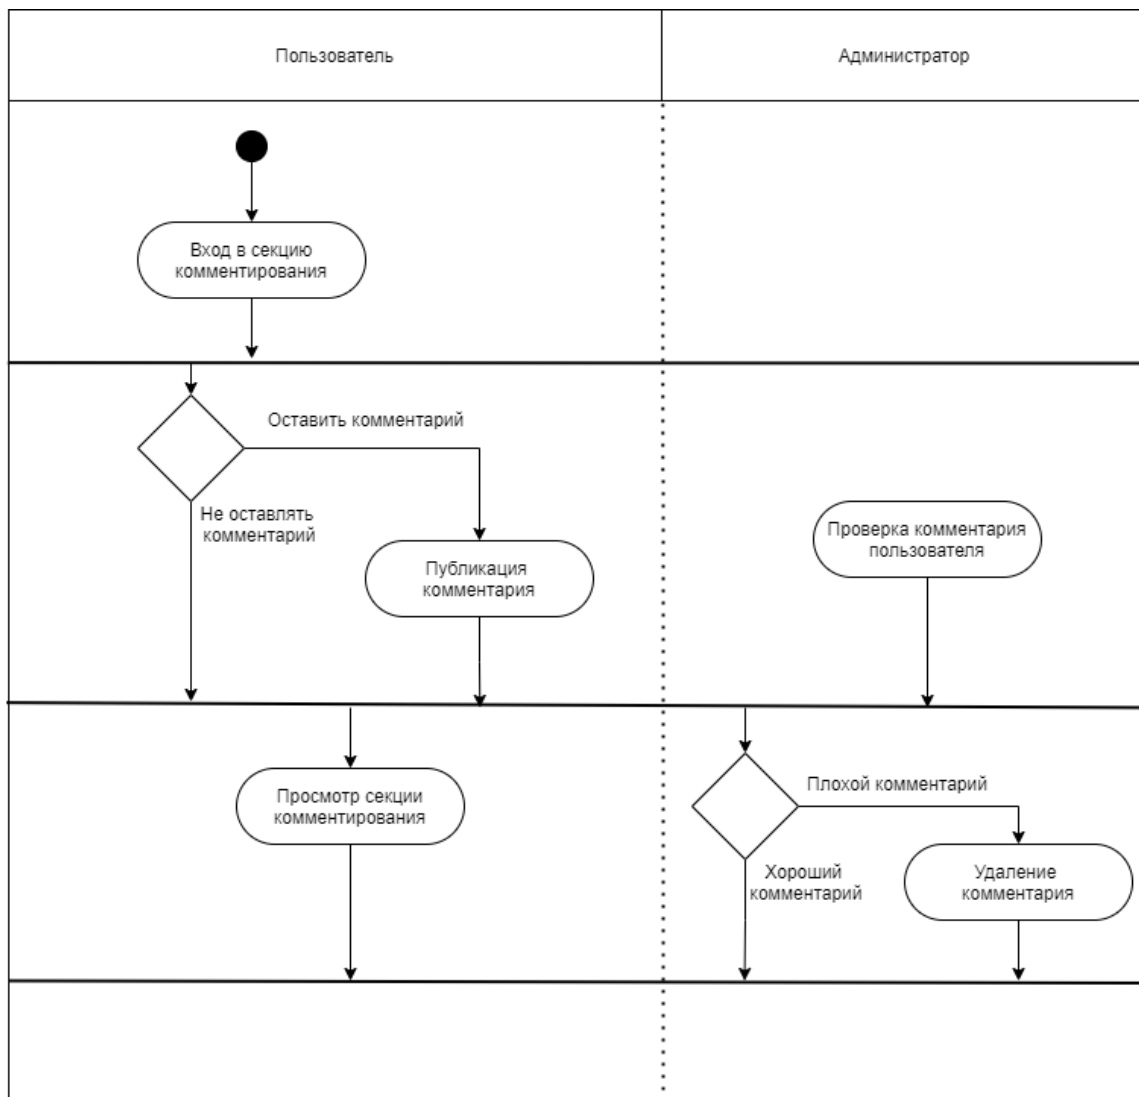 Пользователь
Администратор
Вход в секцию
комментирования
Оставить комментарий
Не оставлять
комментарий
Публикация
комментария
Проверка комментария
пользователя
Просмотр секции
комментирования
Плохой комментарий
Хороший
комментарий
Удаление
комментария